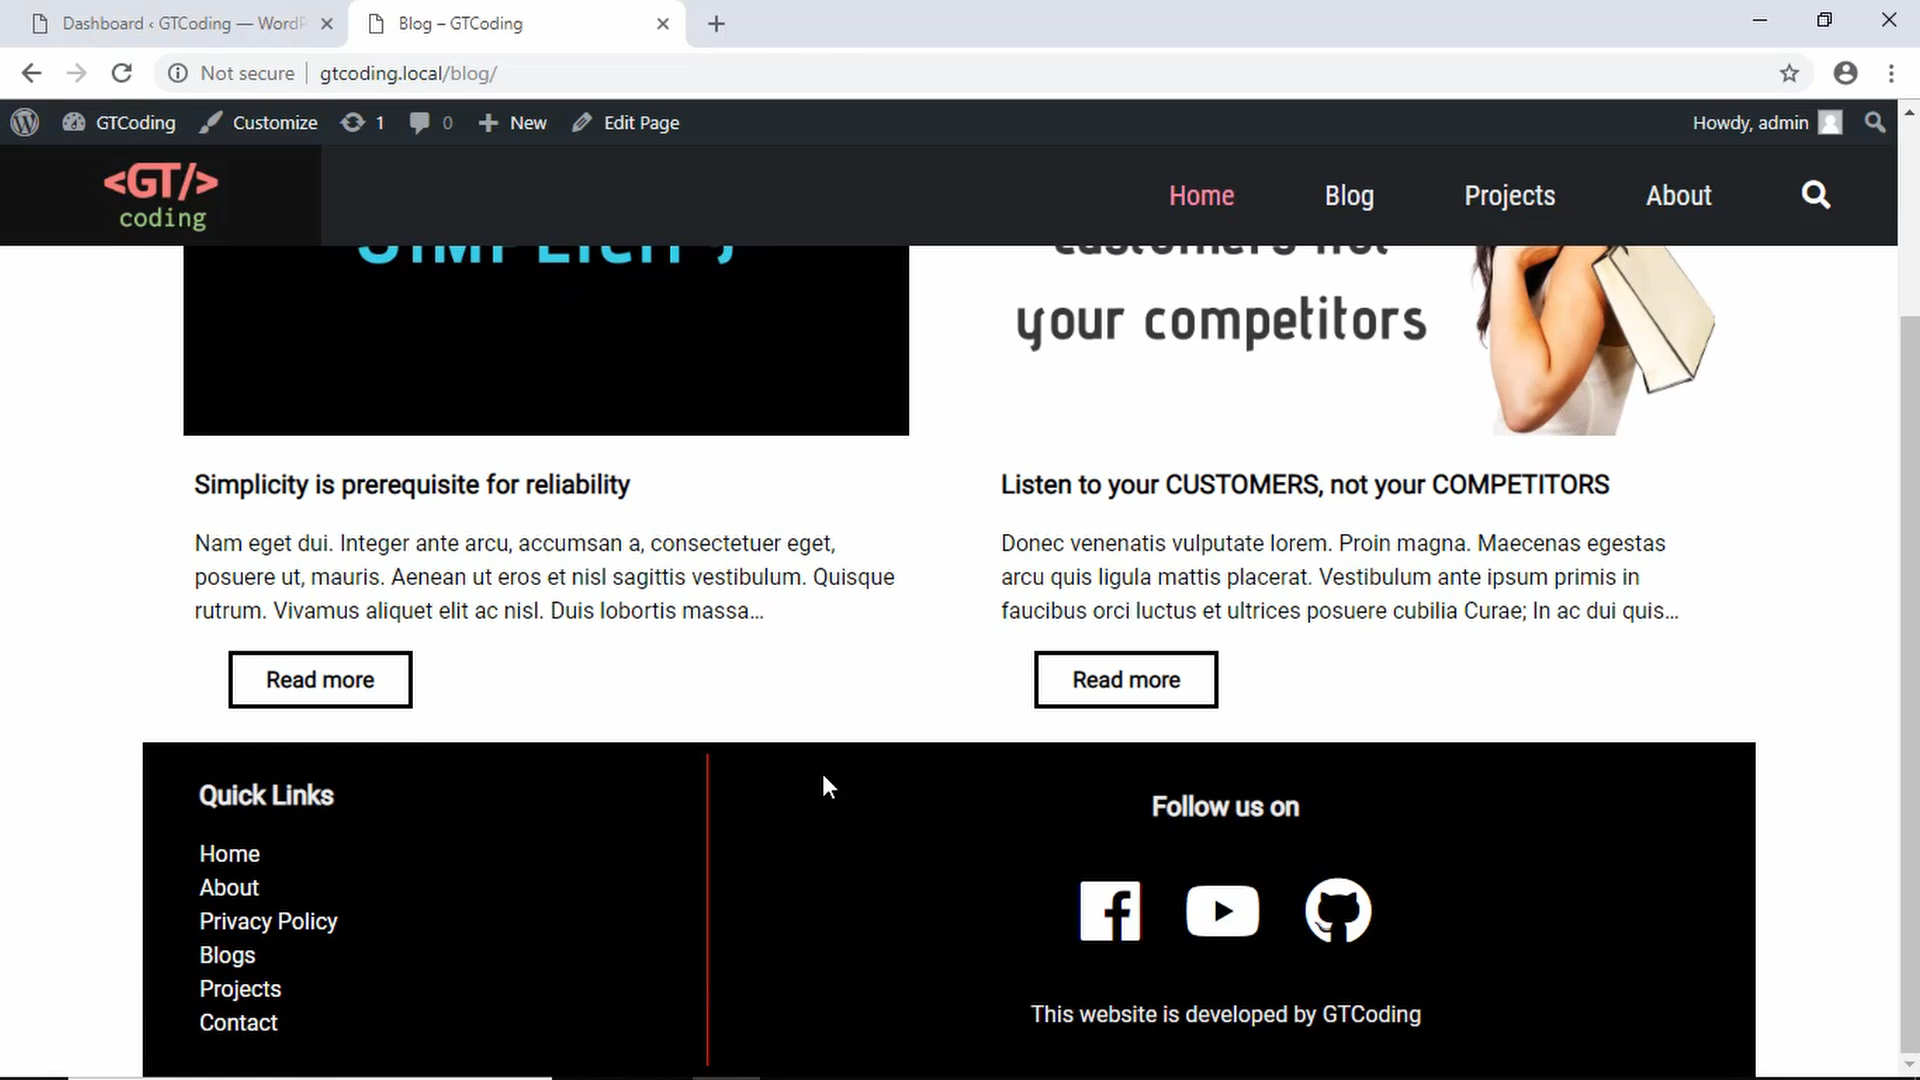 Dashboard ‹ GTCoding — WordP
Blog – GTCoding
Not secure
gtcoding.local/blog/
GTCoding
Customize
1
0
New
Edit Page
Howdy, admin
<GT/>
coding
Home
Blog
Projects
About
SIMPLICITY
customers not
your competitors
Simplicity is prerequisite for reliability
Nam eget dui. Integer ante arcu, accumsan a, consectetuer eget,
posuere ut, mauris. Aenean ut eros et nisl sagittis vestibulum. Quisque
rutrum. Vivamus aliquet elit ac nisl. Duis lobortis massa...
Read more
Listen to your CUSTOMERS, not your COMPETITORS
Donec venenatis vulputate lorem. Proin magna. Maecenas egestas
arcu quis ligula mattis placerat. Vestibulum ante ipsum primis in
faucibus orci luctus et ultrices posuere cubilia Curae; In ac dui quis...
Read more
Quick Links
Home
About
Privacy Policy
Blogs
Projects
Contact
Follow us on
This website is developed by GTCoding